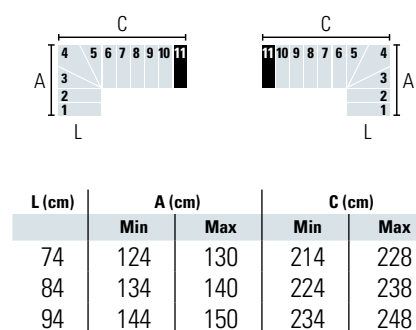 C C
4 5 6 7 8 9 10 11 11 10 9 8 7 6 5 4
A 3 3 A
2 2
1 1
L L
L (cm) A (cm) C (cm)
Min Max Min Max
74 124 130 214 228
84 134 140 224 238
94 144 150 234 248